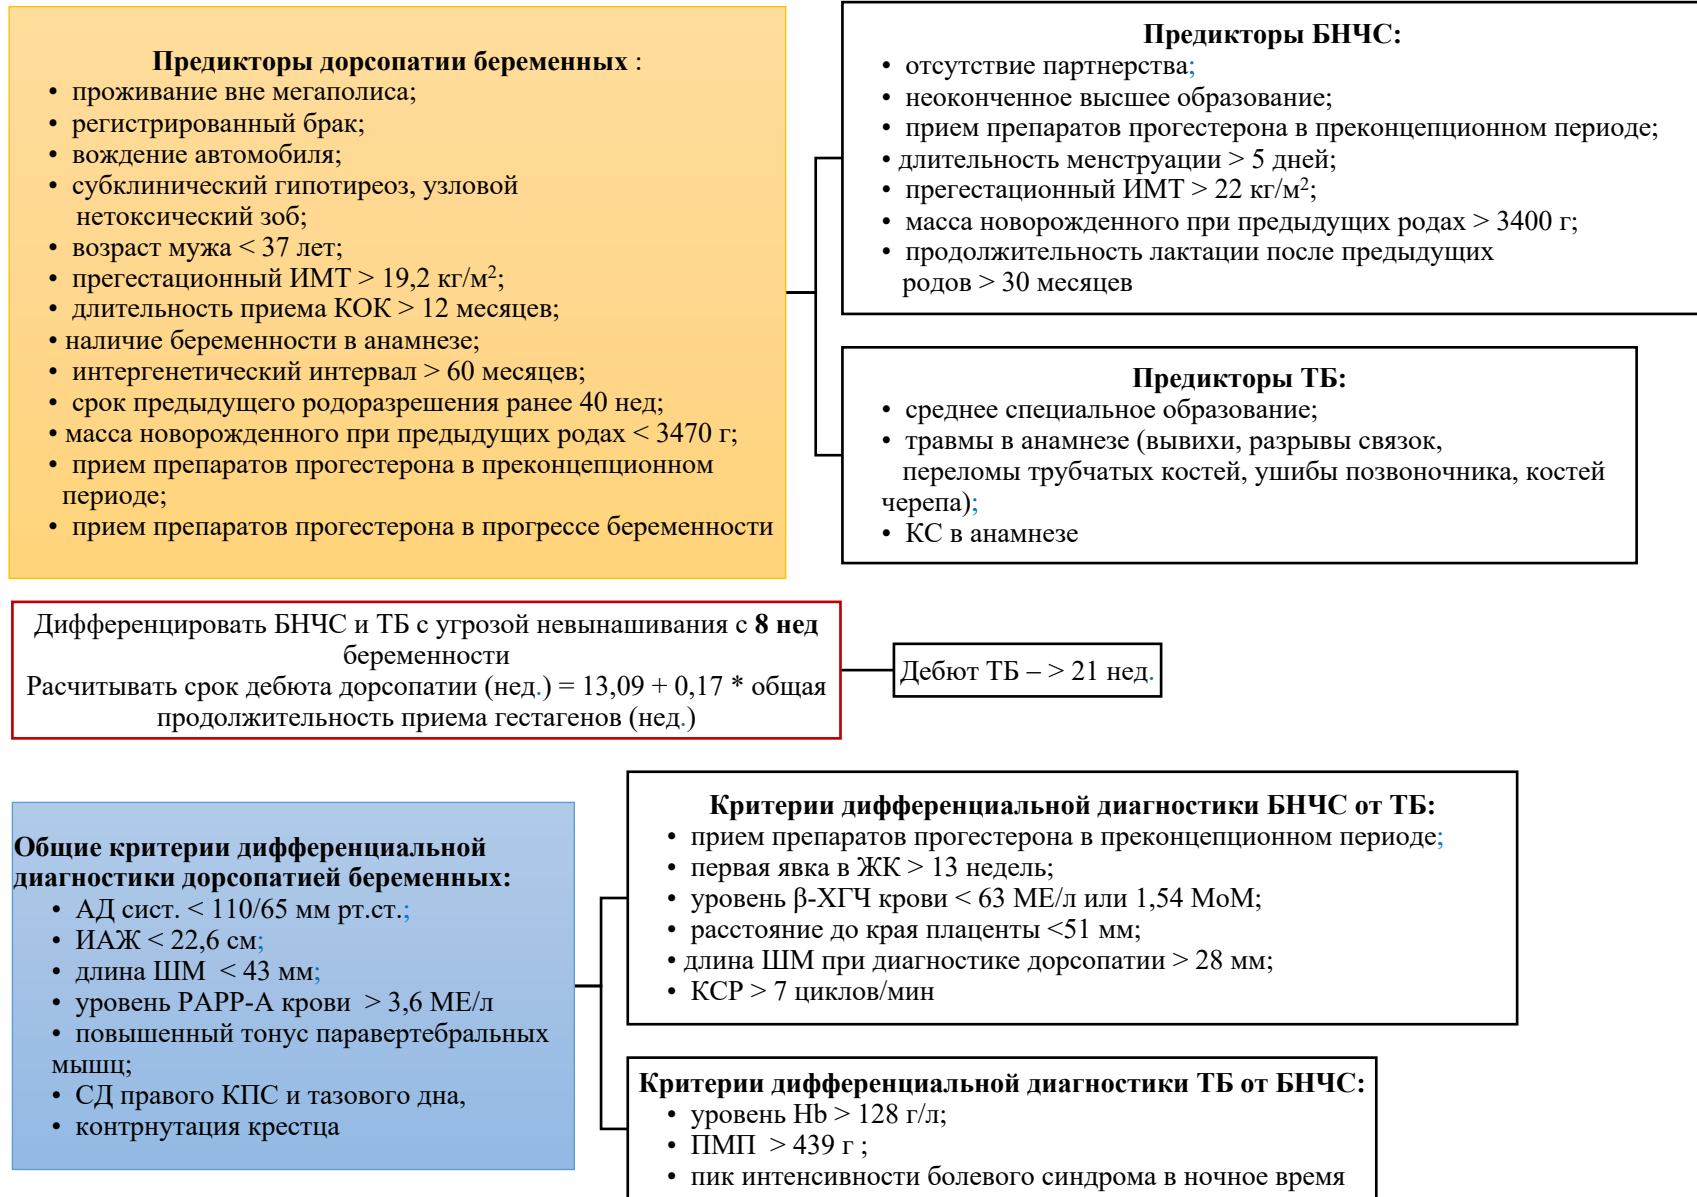 Предикторы дорсопатии беременных :
• проживание вне мегаполиса;
• регистрированный брак;
• вождение автомобиля;
• субклинический гипотиреоз, узловой
нетоксический зоб;
• возраст мужа < 37 лет;
• прегестационный ИМТ > 19,2 кг/м²;
• длительность приема КОК > 12 месяцев;
• наличие беременности в анамнезе;
• интергенетический интервал > 60 месяцев;
• срок предыдущего родоразрешения ранее 40 нед;
• масса новорожденного при предыдущих родах < 3470 г;
• прием препаратов прогестерона в преконцепционном
периоде;
• прием препаратов прогестерона в прогрессе беременности
Предикторы БНЧС:
• отсутствие партнерства;
• неоконченное высшее образование;
• прием препаратов прогестерона в преконцепционном периоде;
• длительность менструации > 5 дней;
• прегестационный ИМТ > 22 кг/м²;
• масса новорожденного при предыдущих родах > 3400 г;
• продолжительность лактации после предыдущих
родов > 30 месяцев
Предикторы ТБ:
• среднее специальное образование;
• травмы в анамнезе (вывихи, разрывы связок,
переломы трубчатых костей, ушибы позвоночника, костей
черепа);
• КС в анамнезе
Дифференцировать БНЧС и ТБ с угрозой невынашивания с 8 нед
беременности
Расчитывать срок дебюта дорсопатии (нед.) = 13,09 + 0,17 * общая
продолжительность приема гестагенов (нед.)
Дебют ТБ – > 21 нед.
Общие критерии дифференциальной
диагностики дорсопатией беременных:
• АД сист. < 110/65 мм рт.ст.;
• ИАЖ < 22,6 см;
• длина ШМ < 43 мм;
• уровень PAPP-A крови > 3,6 МЕ/л
• повышенный тонус паравертебральных
мышц;
• СД правого КПС и тазового дна,
• контрнутация крестца
Критерии дифференциальной диагностики БНЧС от ТБ:
• прием препаратов прогестерона в преконцепционном периоде;
• первая явка в ЖК > 13 недель;
• уровень β-ХГЧ крови < 63 МЕ/л или 1,54 МоМ;
• расстояние до края плаценты <51 мм;
• длина ШМ при диагностике дорсопатии > 28 мм;
• КСР > 7 циклов/мин
Критерии дифференциальной диагностики ТБ от БНЧС:
• уровень Hb > 128 г/л;
• ПМП > 439 г ;
• пик интенсивности болевого синдрома в ночное время